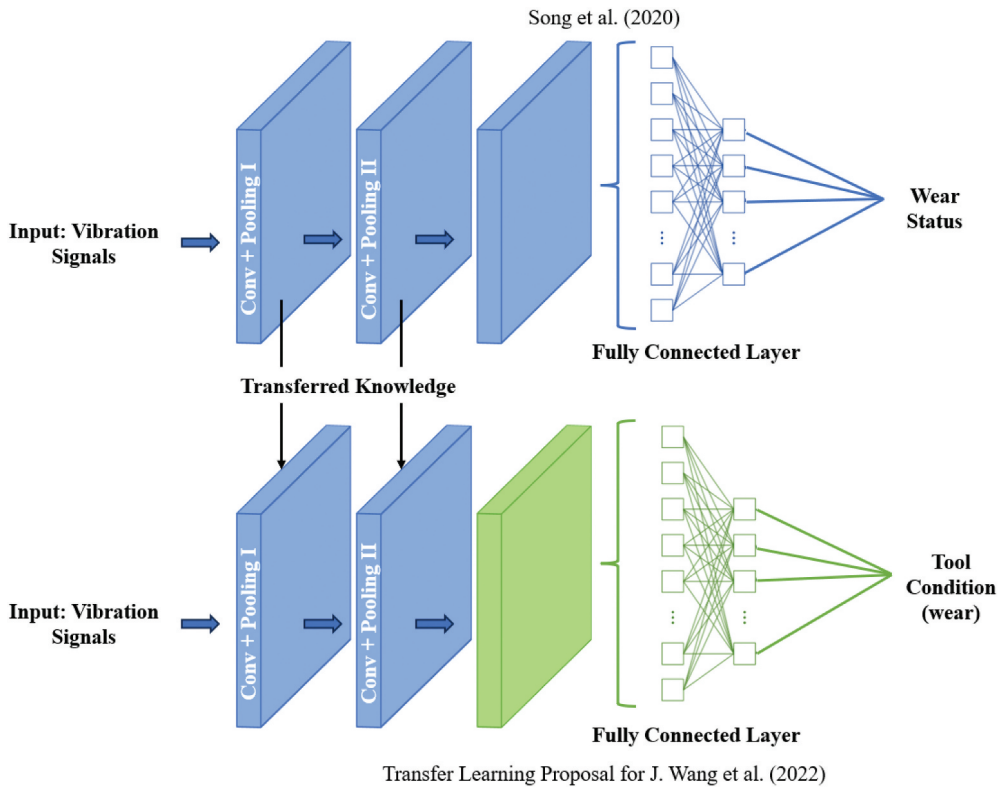 Song et al. (2020)
Conv + Pooling I
Conv + Pooling II
Input: Vibration
Signals
Wear
Status
Fully Connected Layer
Transferred Knowledge
Conv + Pooling I
Conv + Pooling II
Input: Vibration
Signals
Tool
Condition
(wear)
Fully Connected Layer
Transfer Learning Proposal for J. Wang et al. (2022)